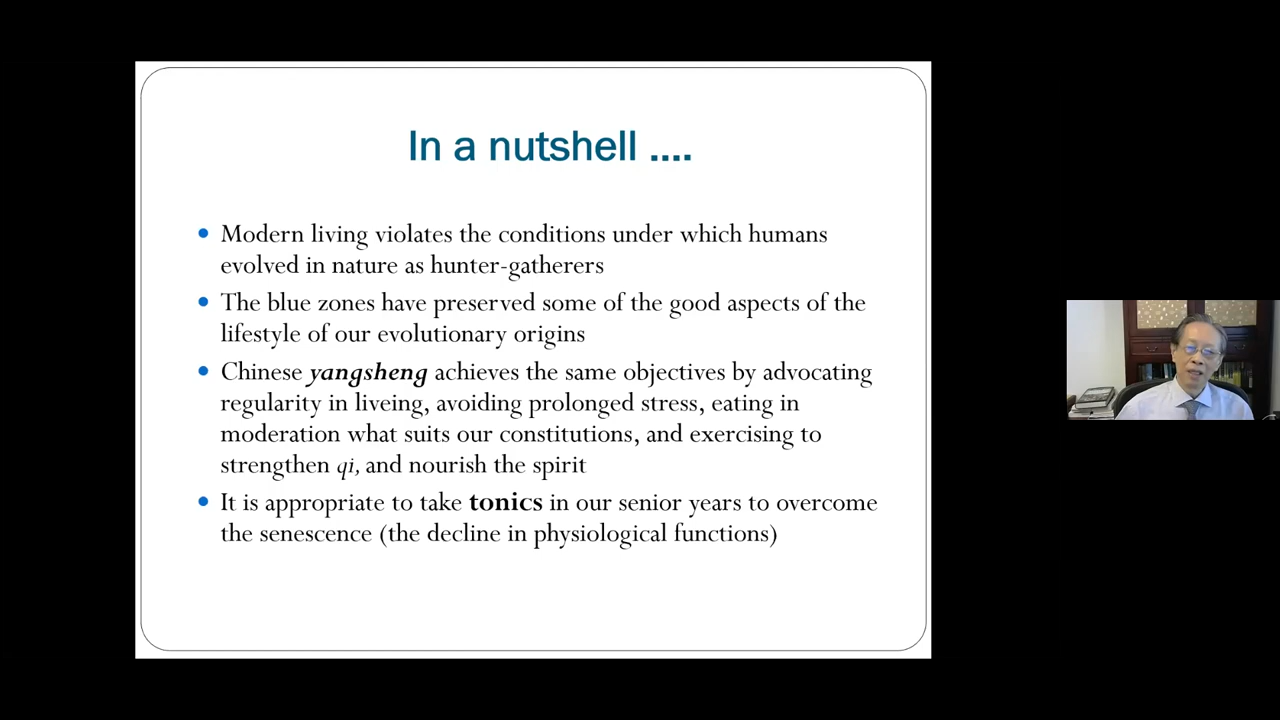 In a nutshell ....
• Modern living violates the conditions under which humans
evolved in nature as hunter-gatherers
• The blue zones have preserved some of the good aspects of the
lifestyle of our evolutionary origins
• Chinese yangsheng achieves the same objectives by advocating
regularity in liveing, avoiding prolonged stress, eating in
moderation what suits our constitutions, and exercising to
strengthen qi, and nourish the spirit
• It is appropriate to take tonics in our senior years to overcome
the senescence (the decline in physiological functions)